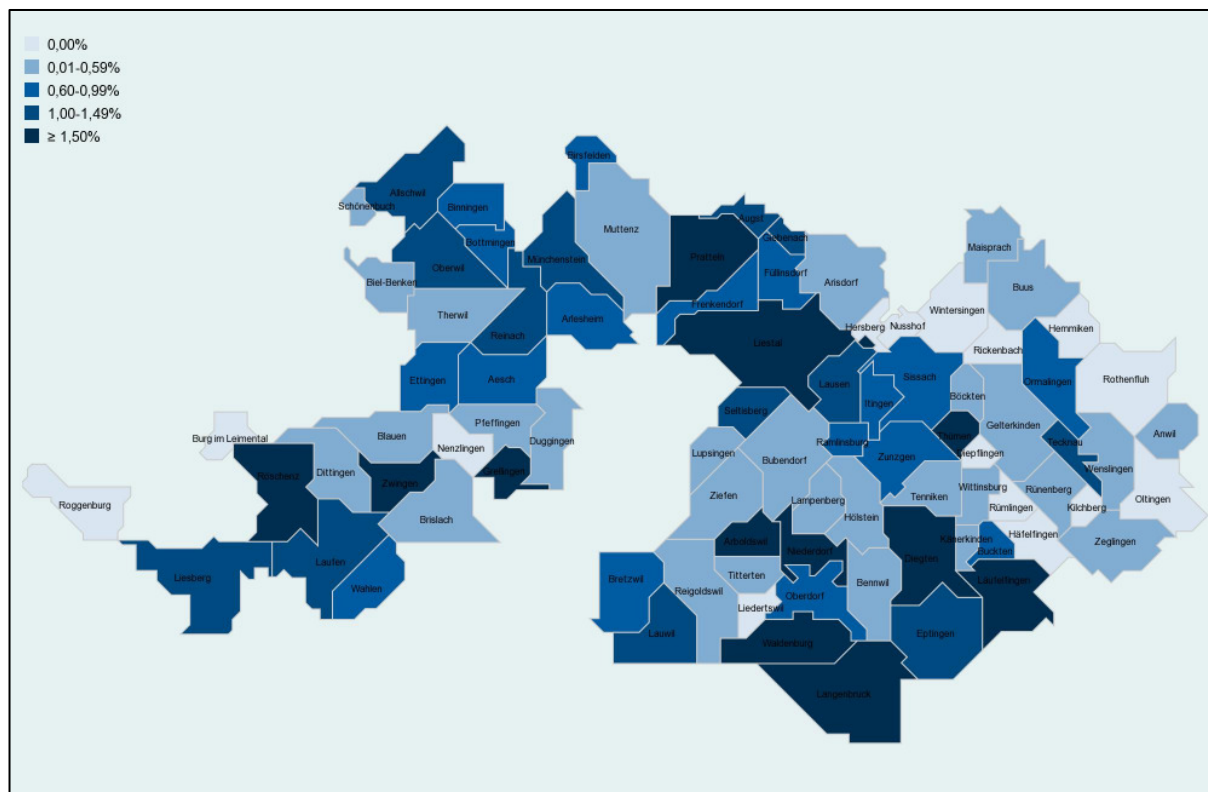 0,00%
0,01-0,59%
0,60-0,99%
1,00-1,49%
≥ 1,50%
Birsfelden
Allschwil
Schönenbuch
Binningen
Augst
Muttenz
Bottmingen
Giebenach
Maisprach
Pratteln
Münchenstein
Oberwil
Füllinsdorf
Biel-Benken
Arisdorf
Buus
Frenkendorf
Wintersingen
Arlesheim
Hersberg
Nusshof
Hemmiken
Therwil
Reinach
Liestal
Rickenbach
Sissach
Ettingen
Aesch
Lausen
Ormalingen
Rothenfluh
Itingen
Böckten
Seltisberg
Pfeffingen
Gelterkinden
Anwil
Burg im Leimental
Blauen
Duggingen
Ramlinsburg
Thürnen
Tecknau
Nenzlingen
Lupsingen
Diepflingen
Zunzgen
Bubendorf
Wenslingen
Röschenz
Dittingen
Grellingen
Zwingen
Wittinsburg
Rünenberg
Ziefen
Tenniken
Oltingen
Roggenburg
Lampenberg
Rümlingen
Kilchberg
Hölstein
Brislach
Häfelfingen
Känerkinden
Arboldswil
Zeglingen
Niederdorf
Buckten
Diegten
Laufen
Titterten
Liesberg
Bretzwil
Läufelfingen
Bennwil
Wahlen
Reigoldswil
Oberdorf
Liedertswil
Lauwil
Eptingen
Waldenburg
Langenbruck